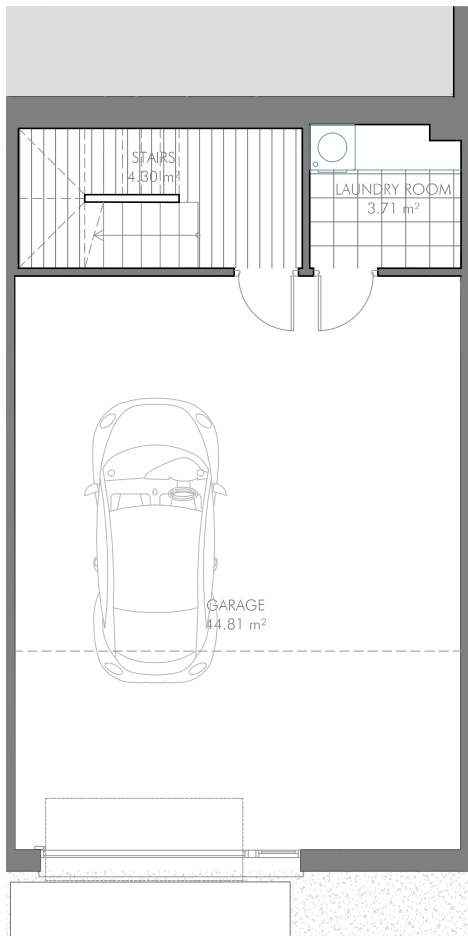 STAIRS
4.30 m²
LAUNDRY ROOM
3.71 m²
GARAGE
44.81 m²